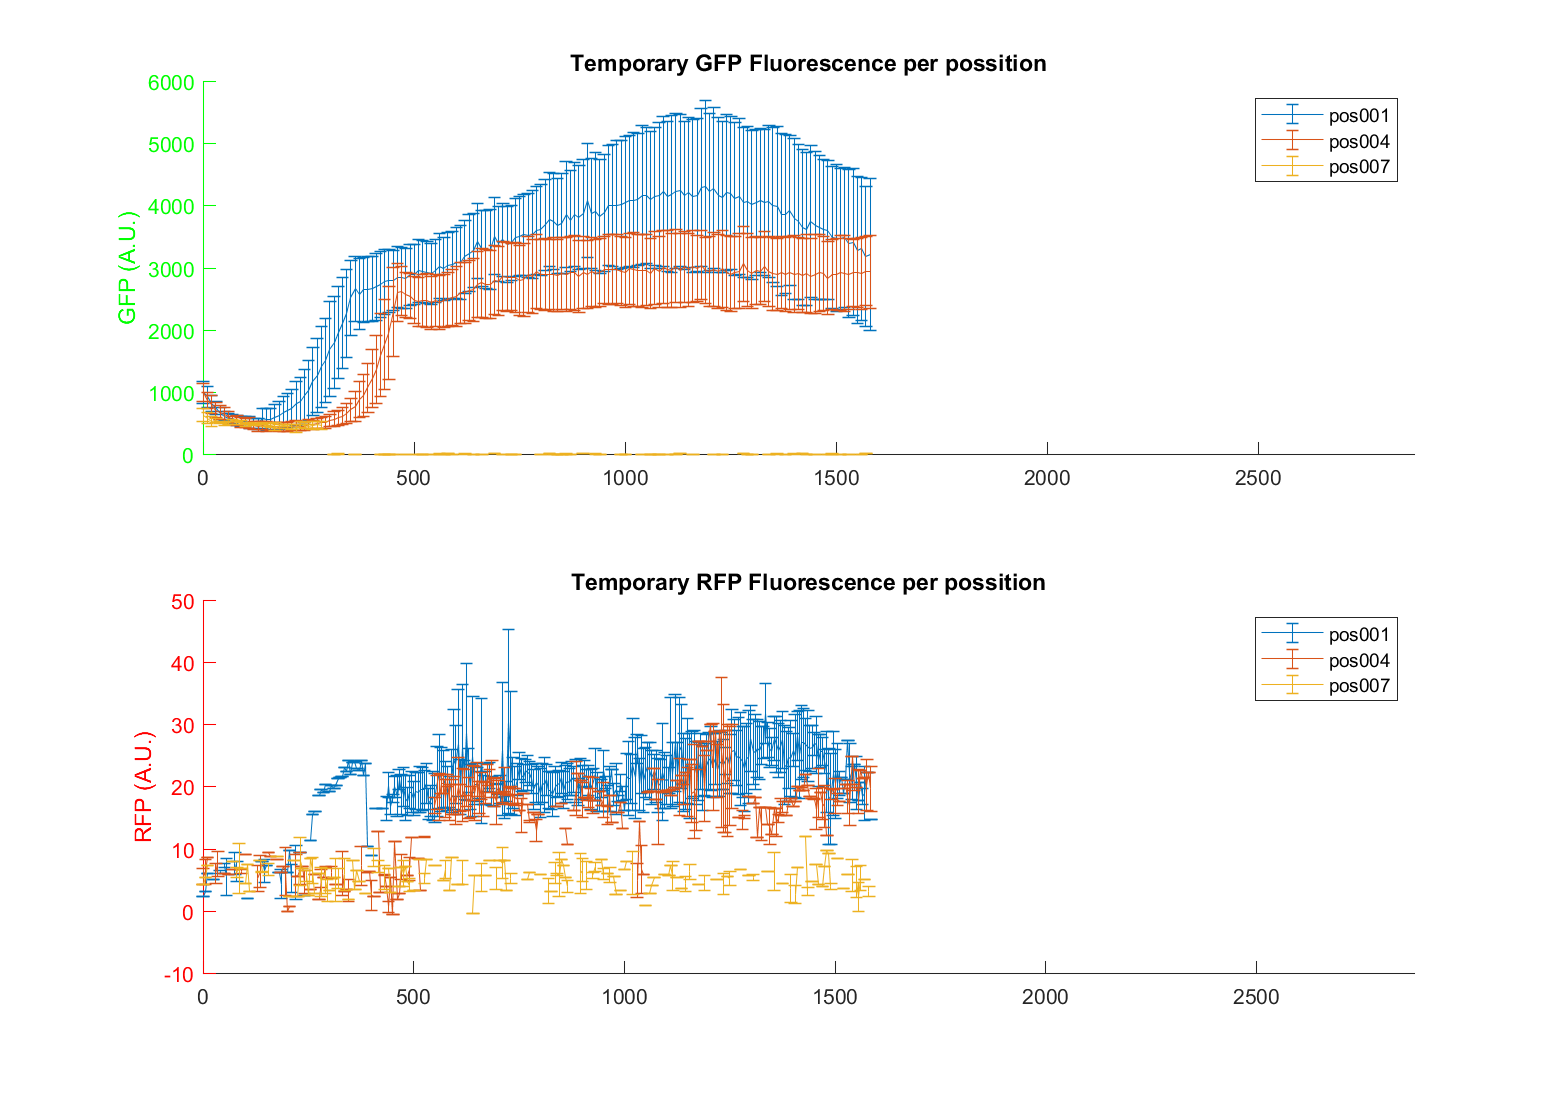 Temporary GFP Fluorescence per possition
6000
5000
4000
3000
2000
1000
0
GFP (A.U.)
0 500 1000 1500 2000 2500
pos001
pos004
pos007
Temporary RFP Fluorescence per possition
50
40
30
20
10
0
-10
RFP (A.U.)
0 500 1000 1500 2000 2500
pos001
pos004
pos007